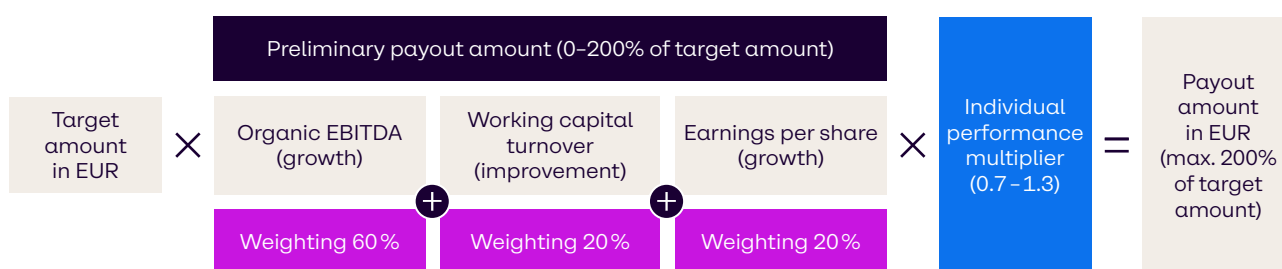 Preliminary payout amount (0–200% of target amount)
Target
amount
in EUR
×
Organic EBITDA
(growth)
+
Working capital
turnover
(improvement)
+
Earnings per share
(growth)
Weighting 60%
Weighting 20%
Weighting 20%
×
Individual
performance
multiplier
(0.7–1.3)
=
Payout
amount
in EUR
(max. 200%
of target
amount)